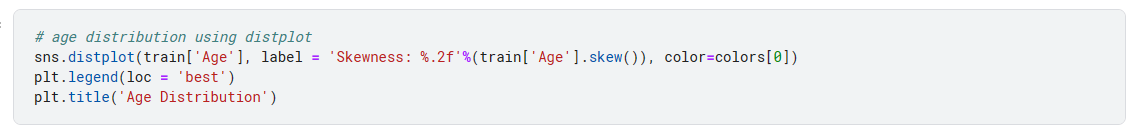 # age distribution using distplot
sns.distplot(train['Age'], label = 'Skewness: %.2f'%(train['Age'].skew()), color=colors[0])
plt.legend(loc = 'best')
plt.title('Age Distribution')